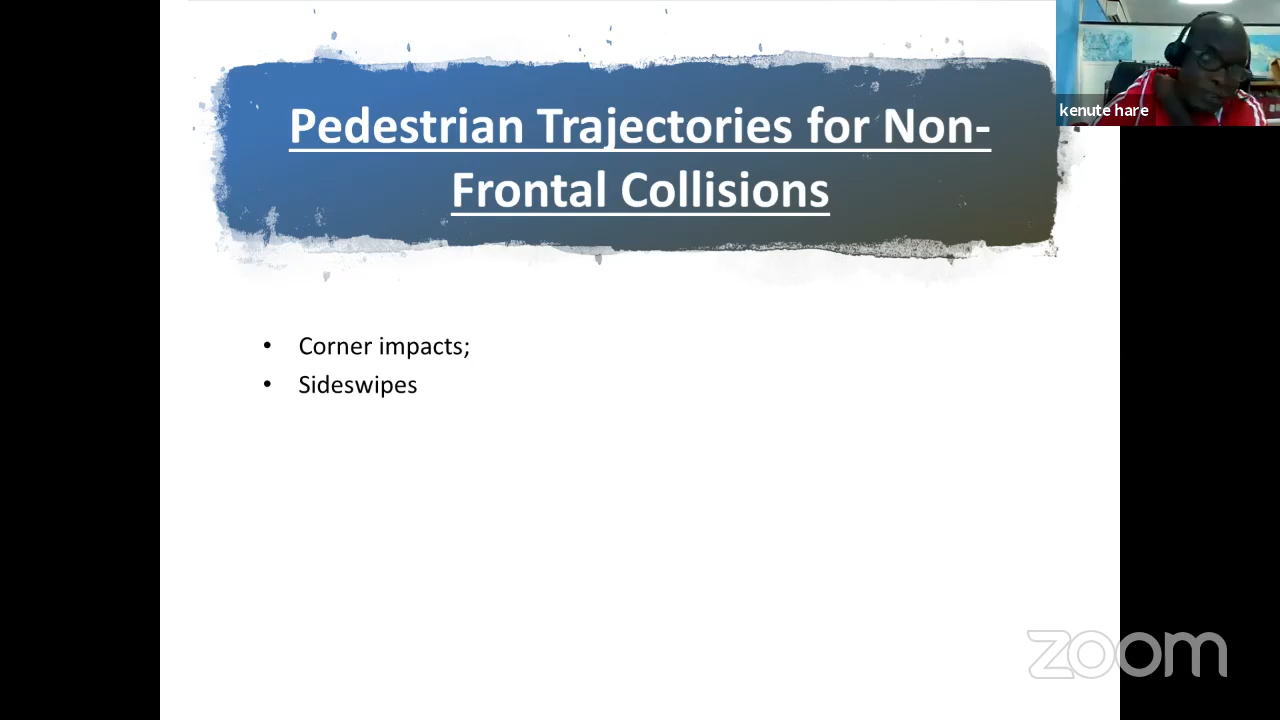 Pedestrian Trajectories for Non-
Frontal Collisions
kenute hare
• Corner impacts;
• Sideswipes
zoom